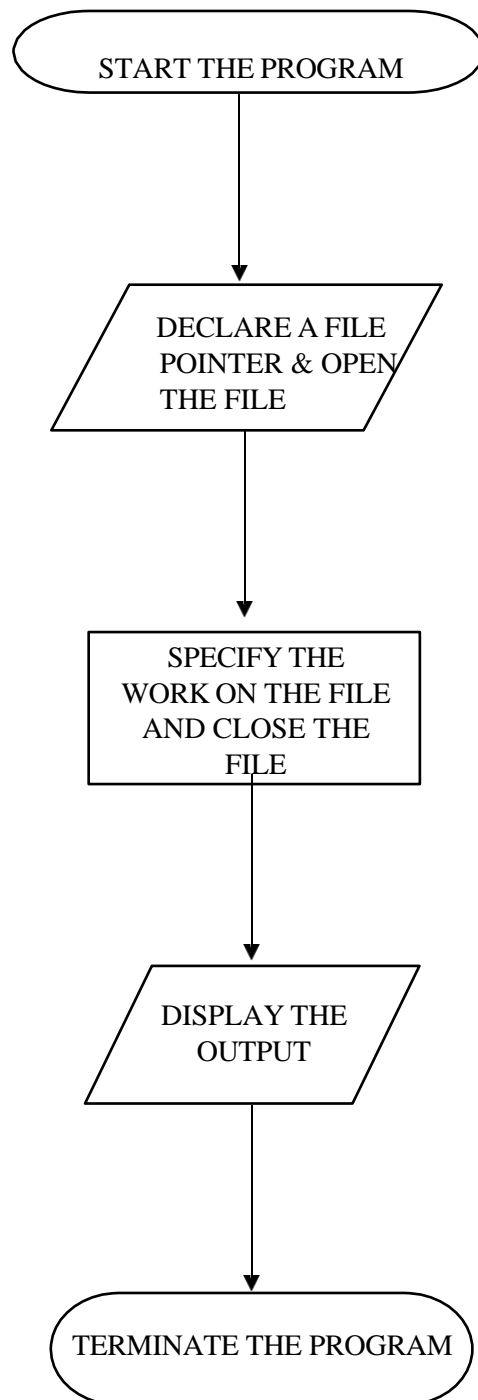 START THE PROGRAM
DECLARE A FILE
POINTER & OPEN
THE FILE
SPECIFY THE
WORK ON THE FILE
AND CLOSE THE
FILE
DISPLAY THE
OUTPUT
TERMINATE THE PROGRAM